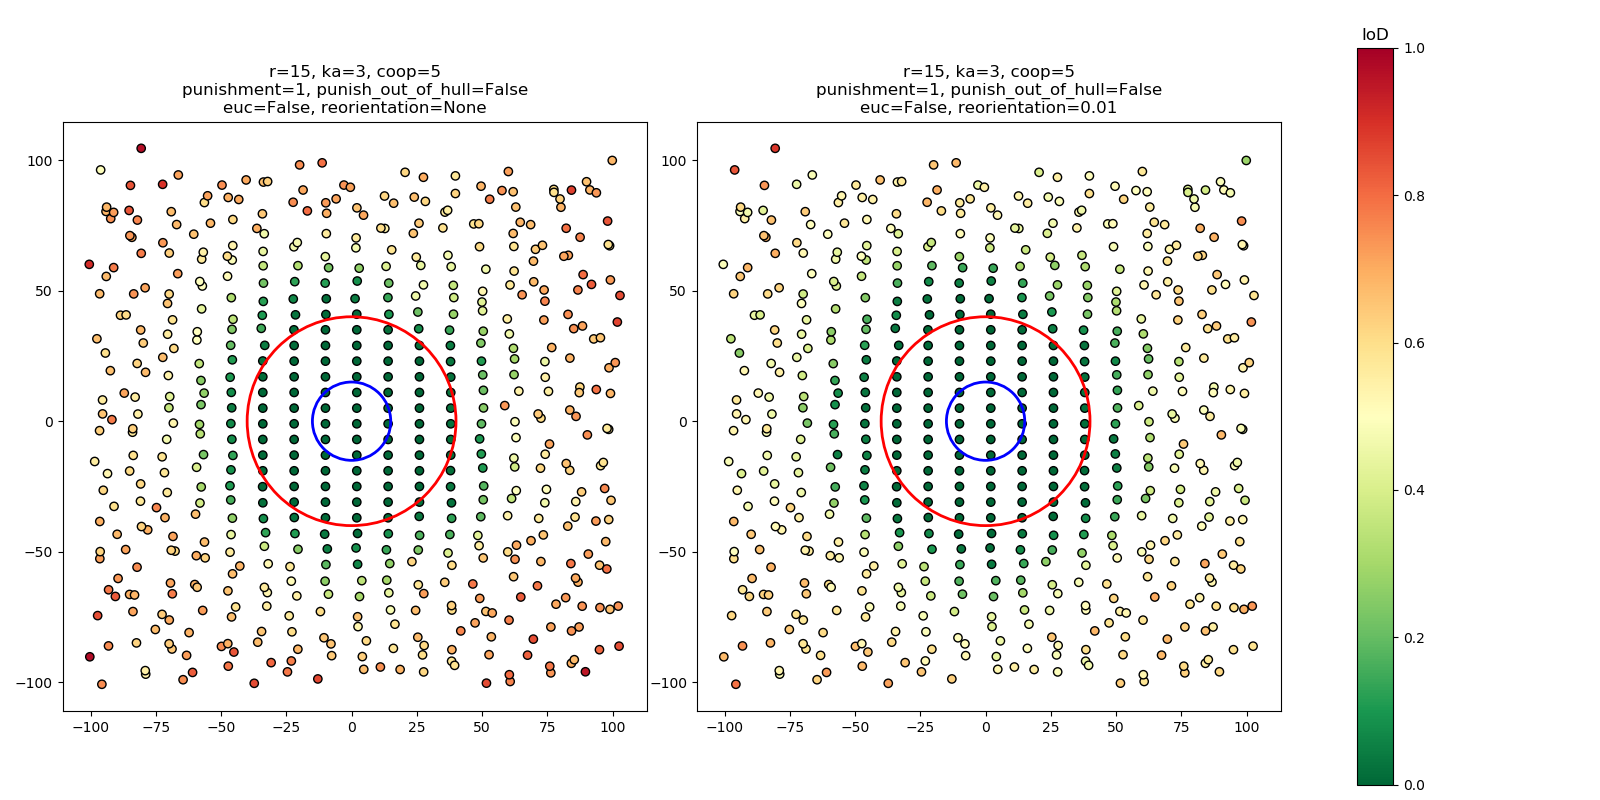 IoD
r=15, ka=3, coop=5
punishment=1, punish_out_of_hull=False
euc=False, reorientation=None
r=15, ka=3, coop=5
punishment=1, punish_out_of_hull=False
euc=False, reorientation=0.01
1.0
0.8
0.6
0.4
0.2
0.0
100
50
0
−50
−100
−100 −75 −50 −25 0 25 50 75 100
100
50
0
−50
−100
−100 −75 −50 −25 0 25 50 75 100